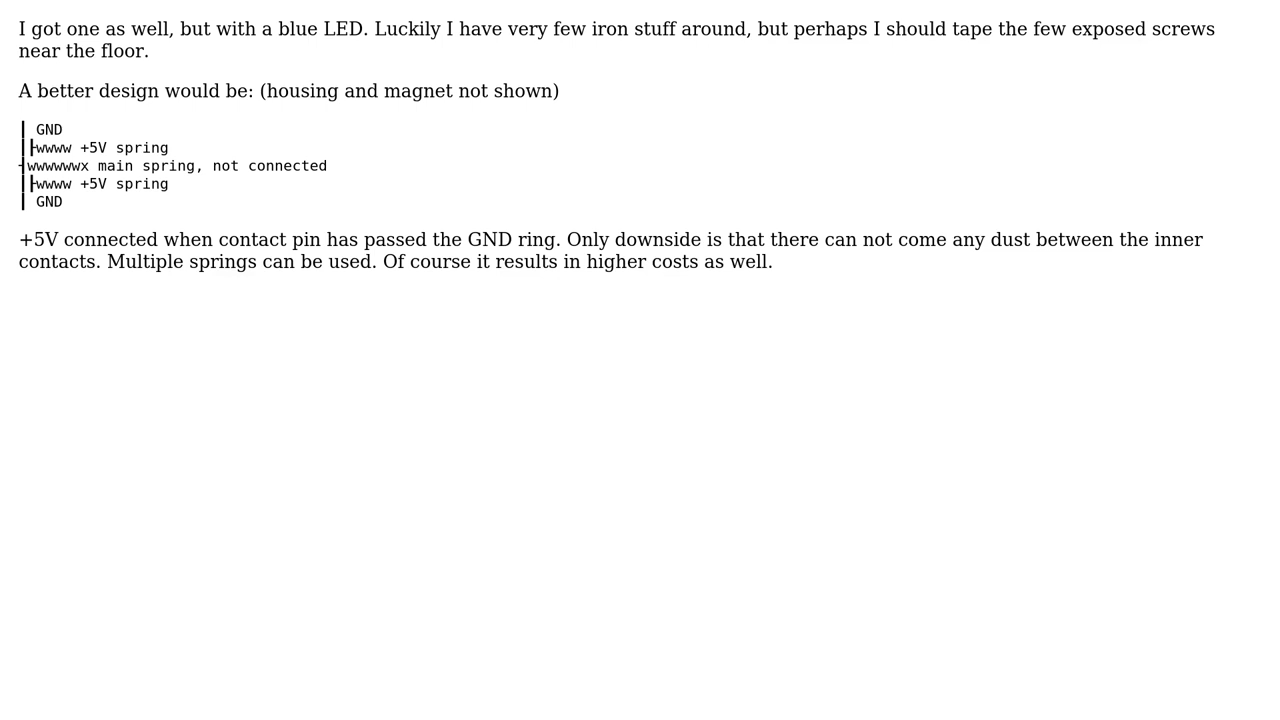 I got one as well, but with a blue LED. Luckily I have very few iron stuff around, but perhaps I should tape the few exposed screws
near the floor.
A better design would be: (housing and magnet not shown)
┃ GND
┃┠wwww +5V spring
┨wwwwwwx main spring, not connected
┃┠wwww +5V spring
┃ GND
+5V connected when contact pin has passed the GND ring. Only downside is that there can not come any dust between the inner
contacts. Multiple springs can be used. Of course it results in higher costs as well.